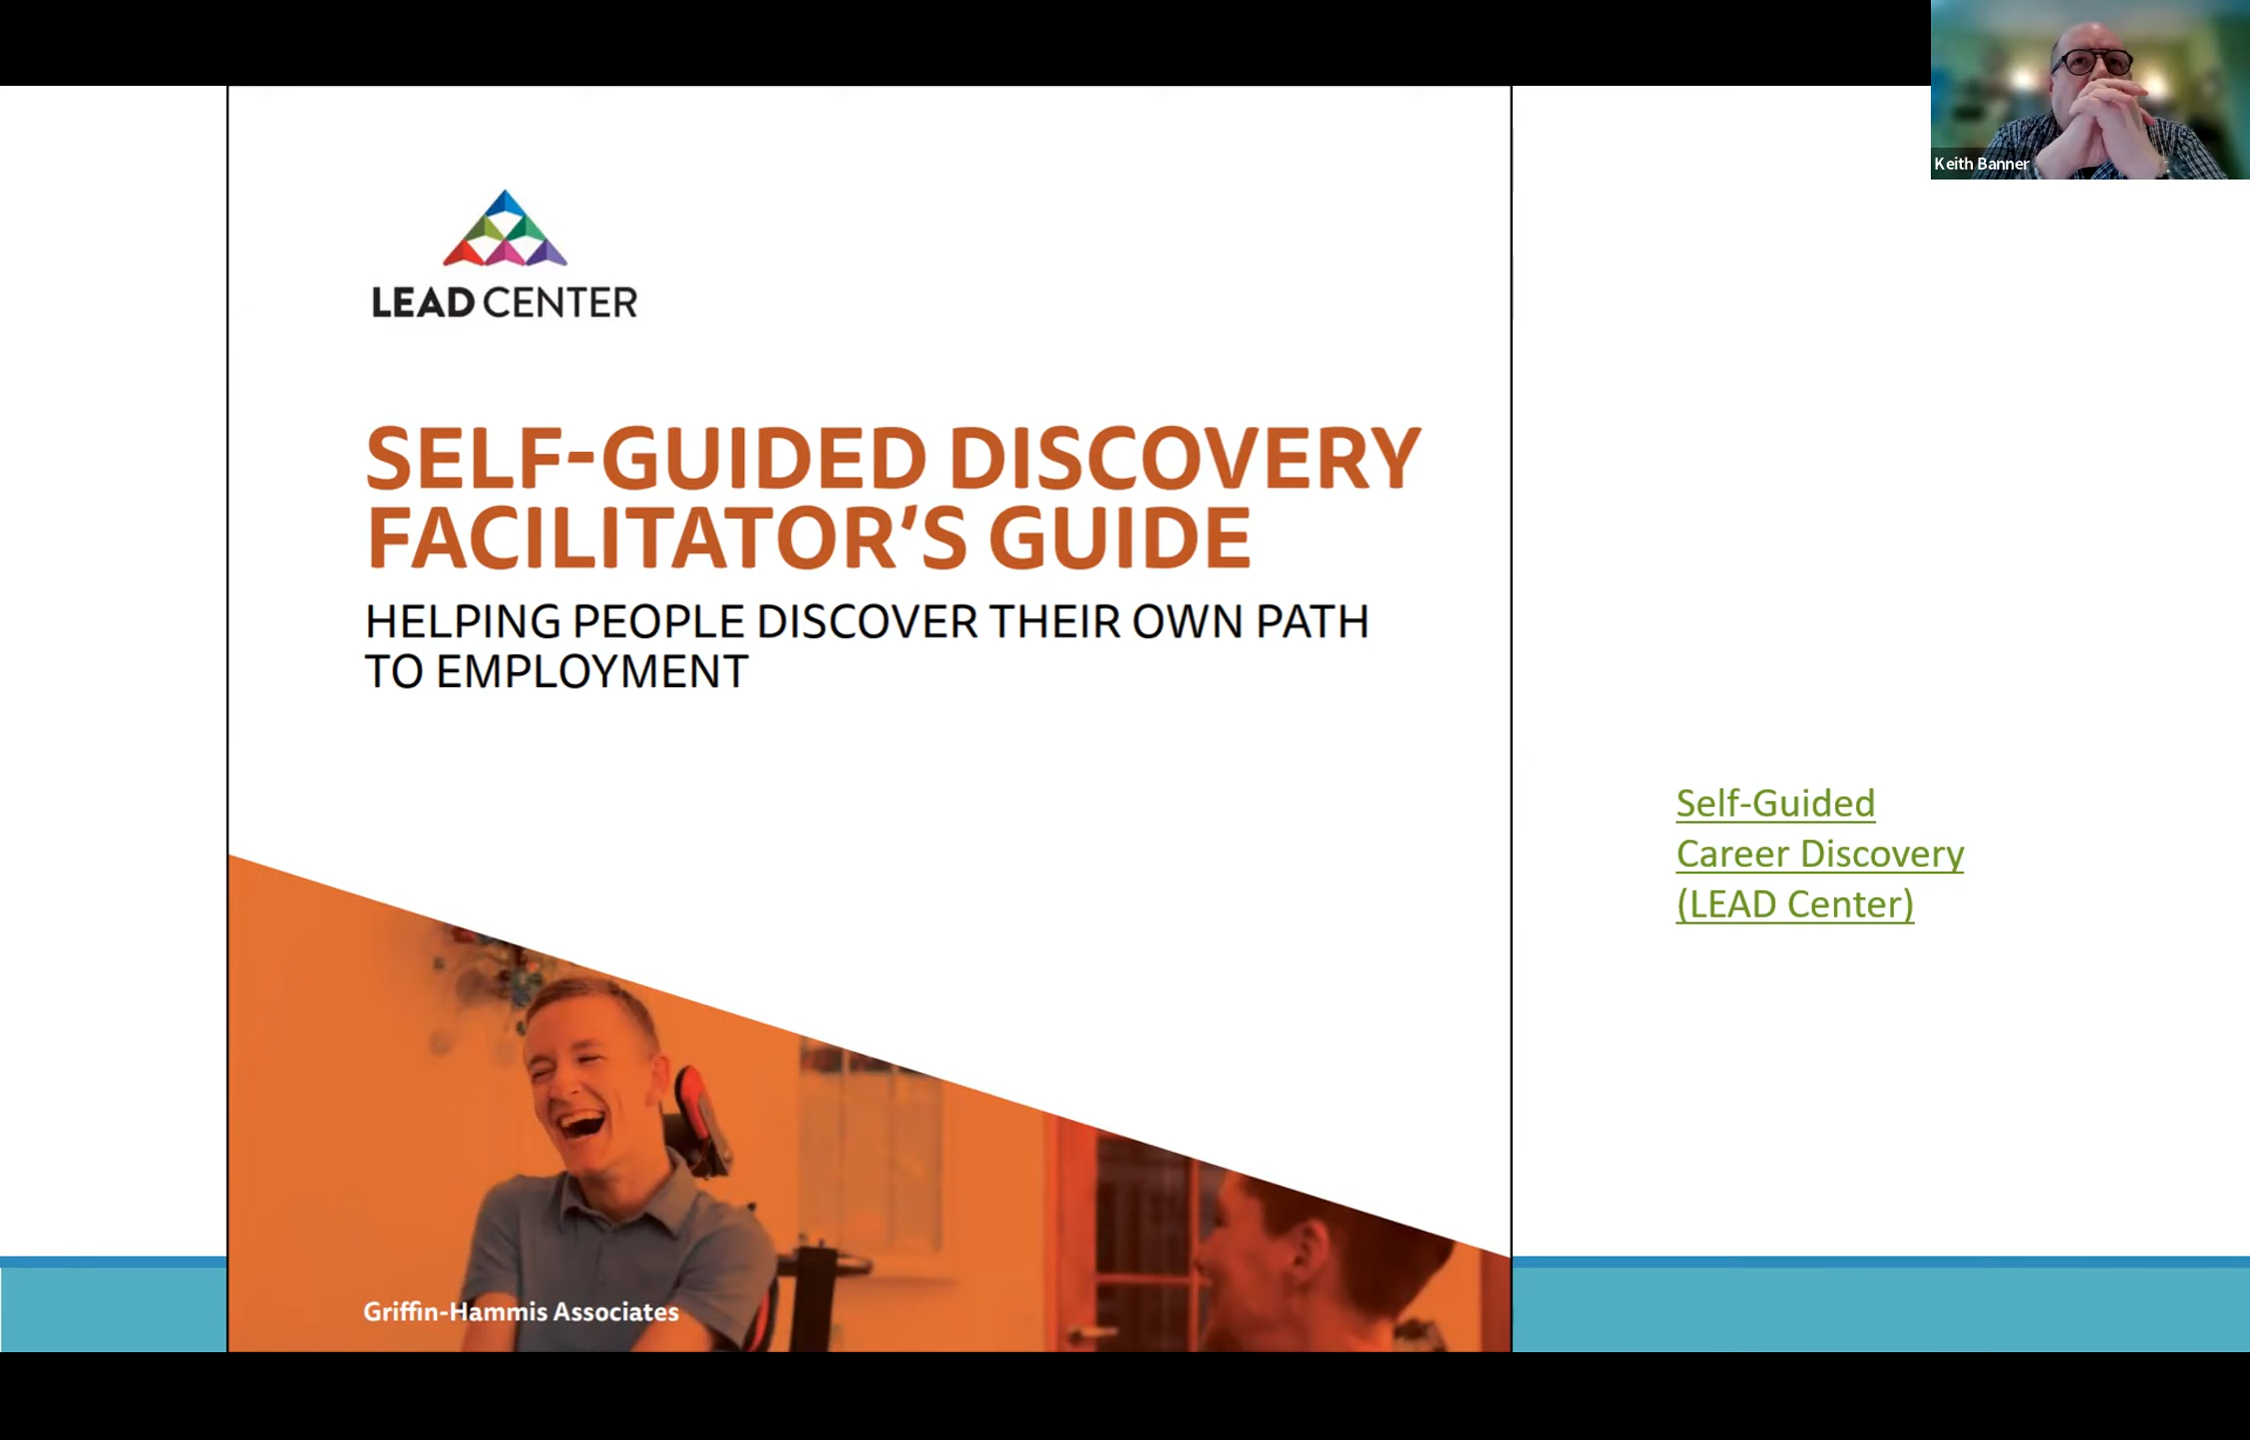 Keith Banner
LEAD CENTER
SELF-GUIDED DISCOVERY
FACILITATOR'S GUIDE
HELPING PEOPLE DISCOVER THEIR OWN PATH
TO EMPLOYMENT
Self-Guided
Career Discovery
(LEAD Center)
Griffin-Hammis Associates